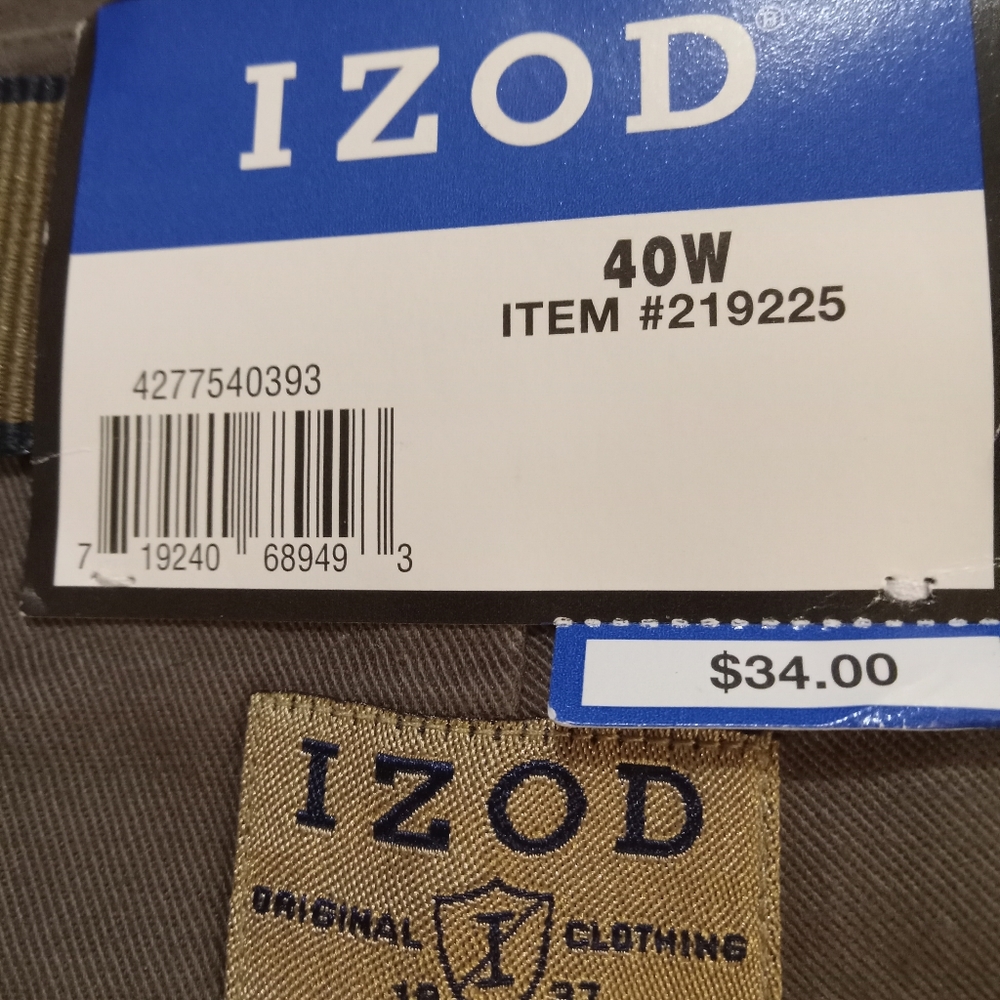 IZOD®
40W
ITEM #219225
4277540393
7 19240 68949 3
$34.00
IZOD
ORIGINAL I CLOTHING